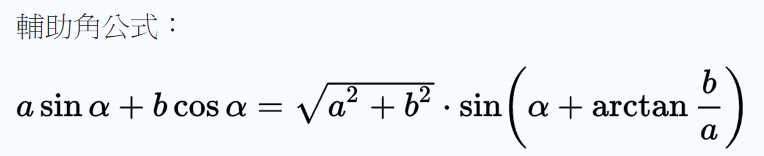 輔助角公式：
a sin α + b cos α = √(a² + b²) · sin(α + arctan b/a)